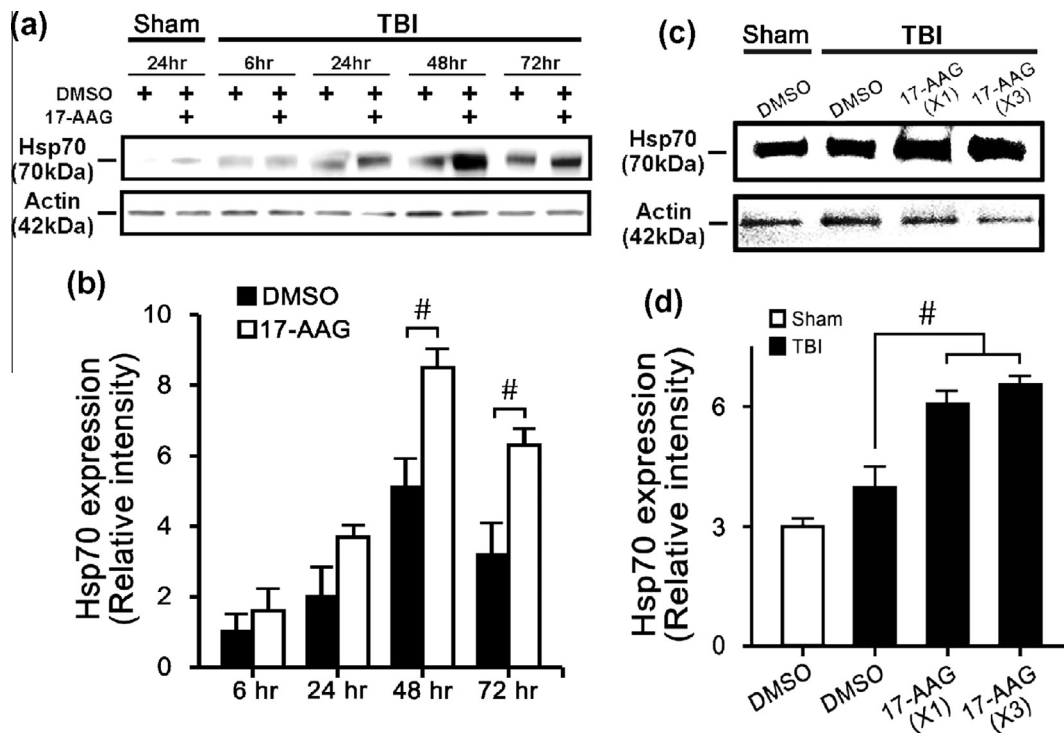 (a)
Sham TBI
24hr 6hr 24hr 48hr 72hr
DMSO + + + + + + + + + +
17-AAG + + + + +
Hsp70
(70kDa)
Actin
(42kDa)
(b)
DMSO
17-AAG
#
#
Hsp70 expression
(Relative intensity)
10
8
6
4
2
0
6 hr 24 hr 48 hr 72 hr
(c)
Sham TBI
DMSO DMSO 17-AAG (X1) 17-AAG (X3)
Hsp70
(70kDa)
Actin
(42kDa)
(d)
Sham
TBI
#
Hsp70 expression
(Relative intensity)
6
3
0
DMSO DMSO 17-AAG (X1) 17-AAG (X3)